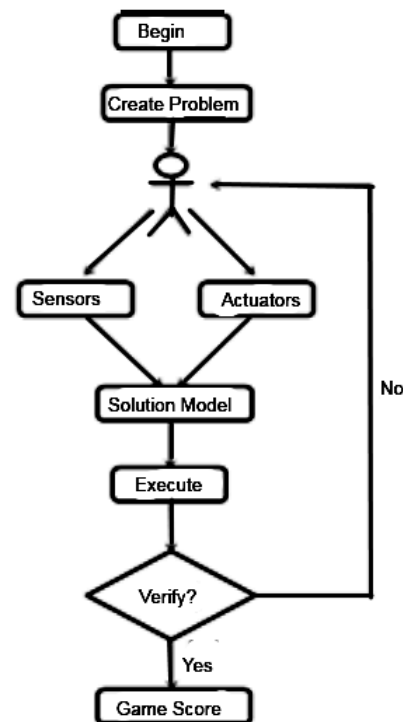 Begin
Create Problem
Sensors
Actuators
Solution Model
No
Execute
Verify?
Yes
Game Score